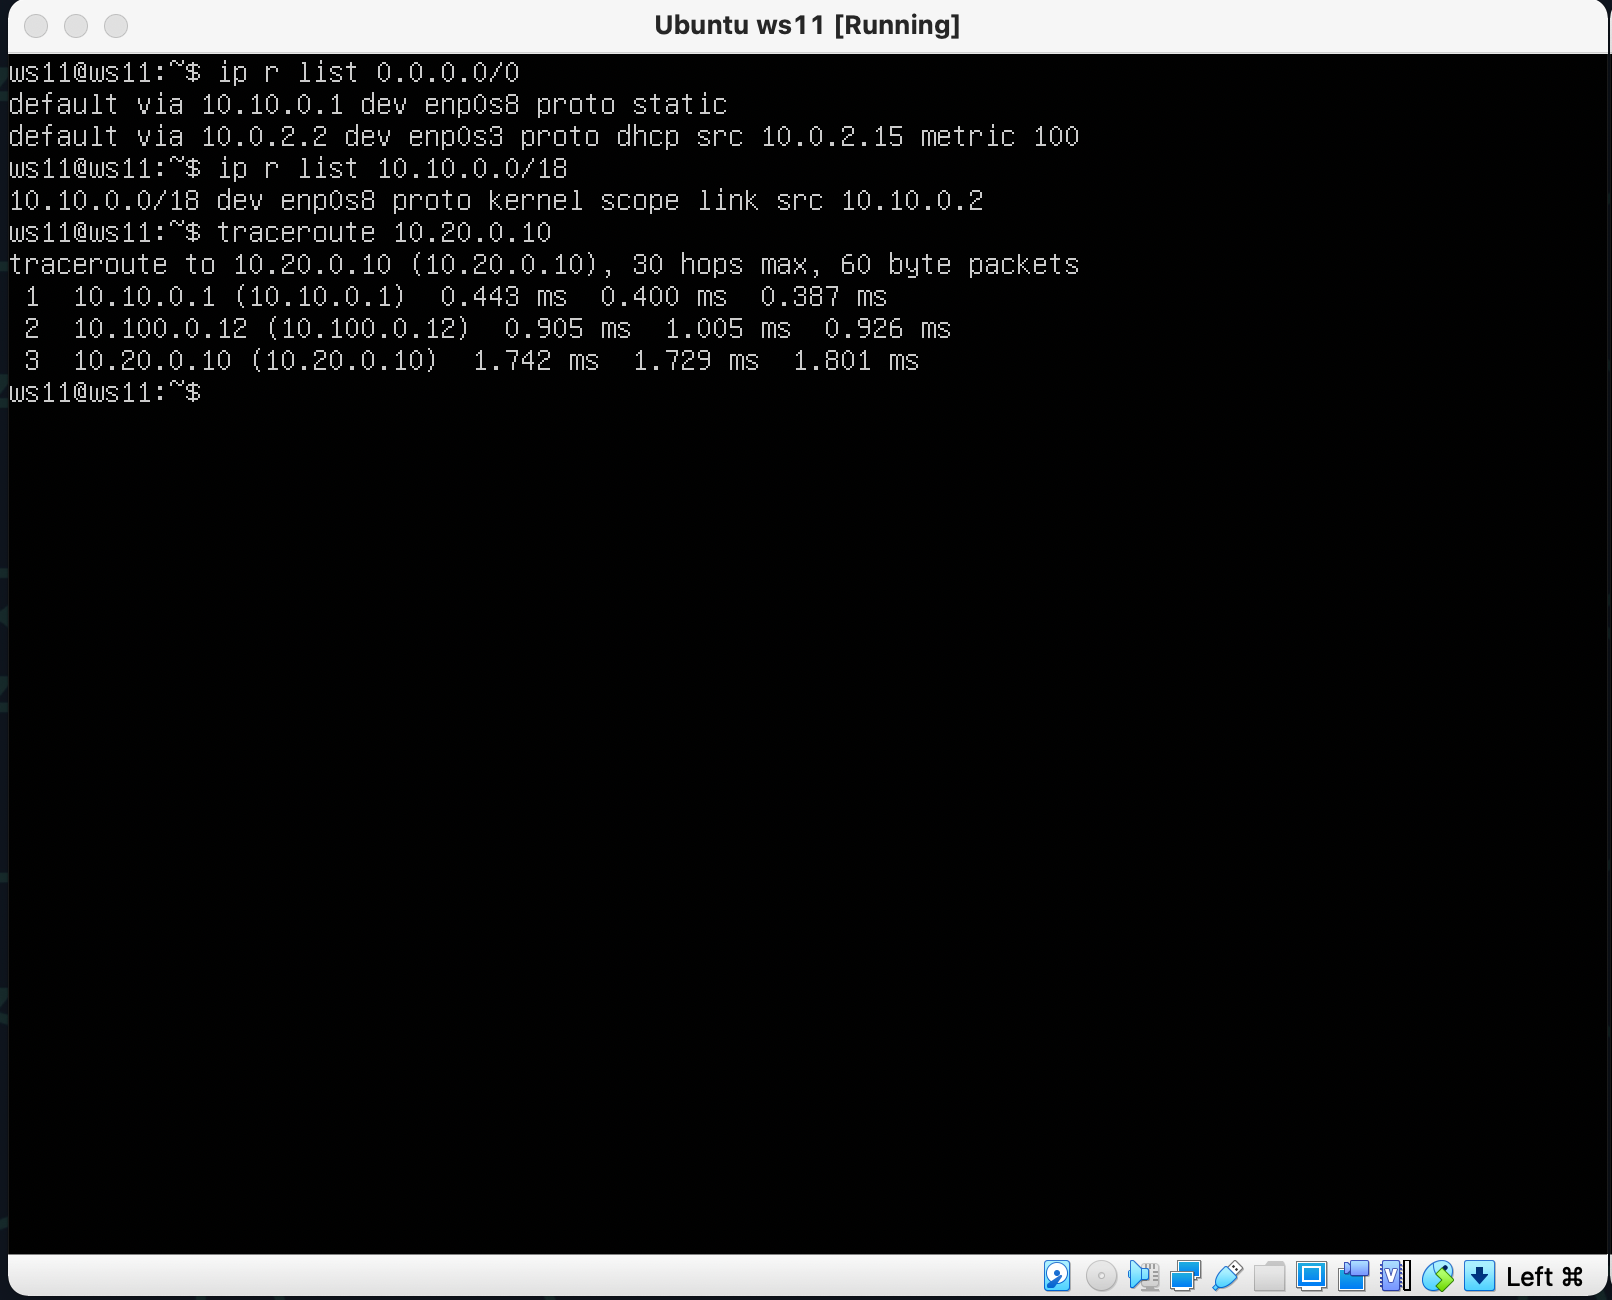 Ubuntu ws11 [Running]
ws11@ws11:~$ ip r list 0.0.0.0/0
default via 10.10.0.1 dev enp0s8 proto static
default via 10.0.2.2 dev enp0s3 proto dhcp src 10.0.2.15 metric 100
ws11@ws11:~$ ip r list 10.10.0.0/18
10.10.0.0/18 dev enp0s8 proto kernel scope link src 10.10.0.2
ws11@ws11:~$ traceroute 10.20.0.10
traceroute to 10.20.0.10 (10.20.0.10), 30 hops max, 60 byte packets
 1  10.10.0.1 (10.10.0.1)  0.443 ms  0.400 ms  0.387 ms
 2  10.100.0.12 (10.100.0.12)  0.905 ms  1.005 ms  0.926 ms
 3  10.20.0.10 (10.20.0.10)  1.742 ms  1.729 ms  1.801 ms
ws11@ws11:~$
Left ⌘